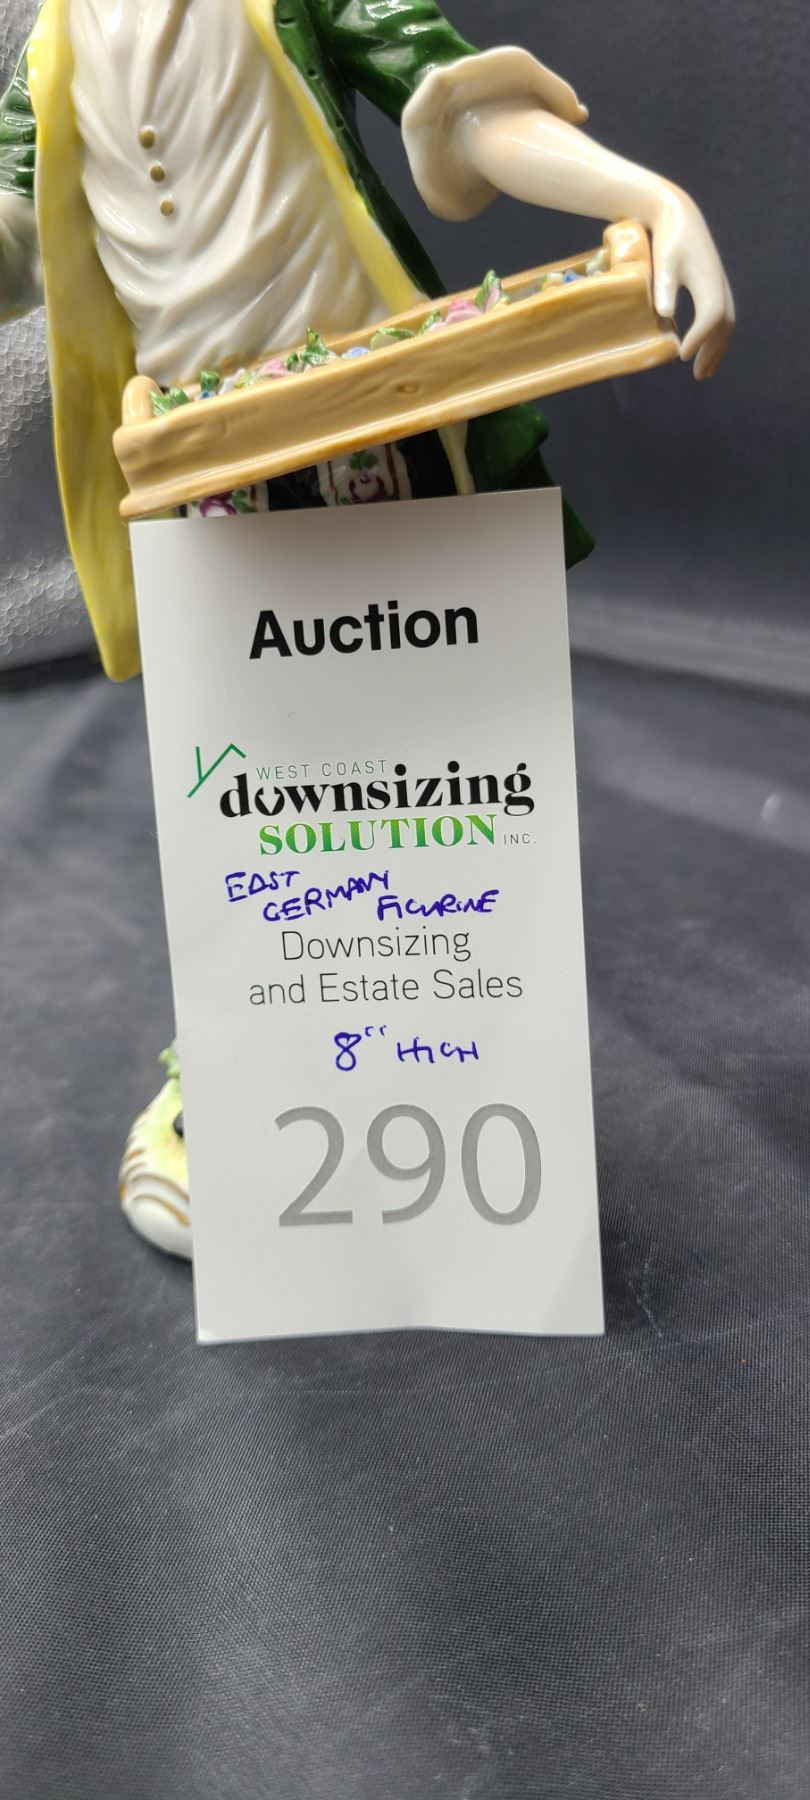 Auction
WEST COAST
downsizing
SOLUTION INC.
EAST
GERMANY FIGURINE
Downsizing
and Estate Sales
8" HIGH
290